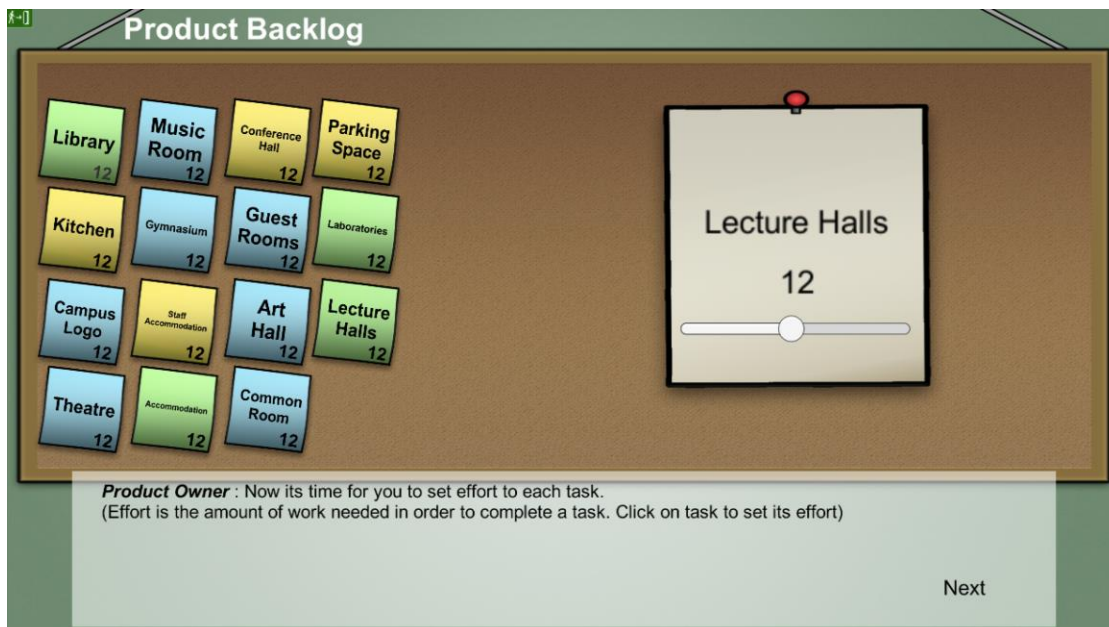 Product Backlog
Library
12
Music
Room
12
Conference
Hall
12
Parking
Space
12
Kitchen
12
Gymnasium
12
Guest
Rooms
12
Laboratories
12
Campus
Logo
12
Staff
Accommodation
12
Art
Hall
12
Lecture
Halls
12
Theatre
12
Accommodation
12
Common
Room
12
Lecture Halls
12
Product Owner : Now its time for you to set effort to each task.
(Effort is the amount of work needed in order to complete a task. Click on task to set its effort)
Next